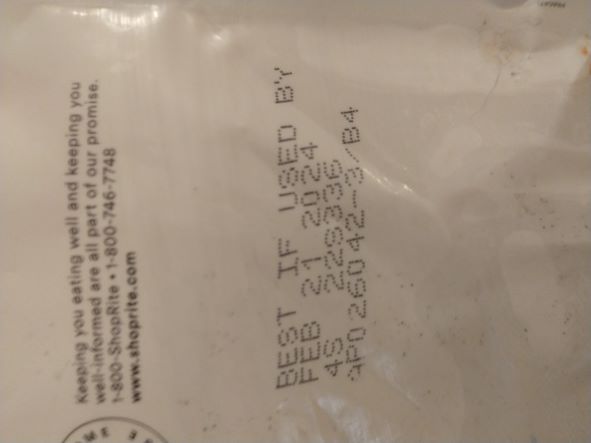 Keeping you eating well and keeping you
well-informed are all part of our promise.
1-800-ShopRite • 1-800-746-7748
www.shoprite.com
BEST IF USED BY
FEB 21 2024
4S